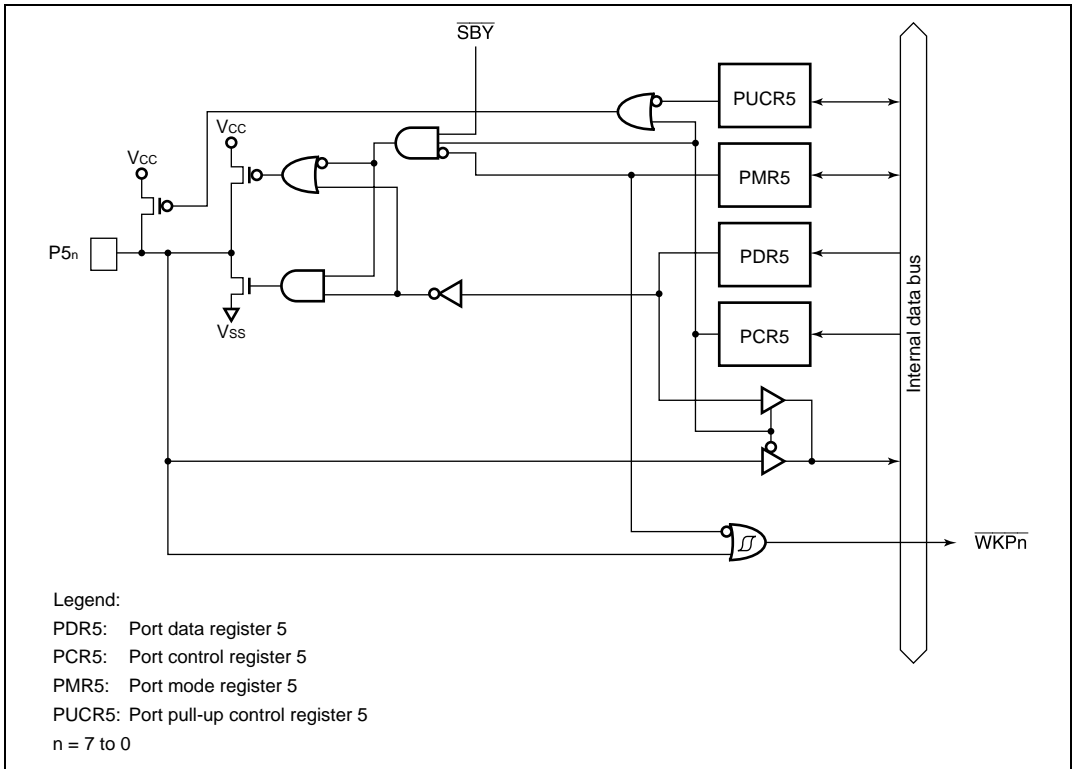 SBY
PUCR5
VCC
VCC
PMR5
P5n
PDR5
VSS
PCR5
Internal data bus
WKPn
Legend:
PDR5: Port data register 5
PCR5: Port control register 5
PMR5: Port mode register 5
PUCR5: Port pull-up control register 5
n = 7 to 0